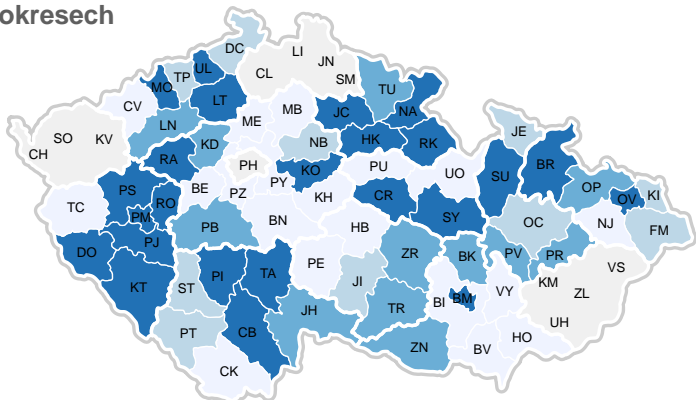 okresech
DC
LI
JN
UL
TP
CL
SM
MO
TU
LT
CV
MB
JC
NA
ME
LN
KD
NB
HK
RK
JE
SO
KV
CH
RA
PH
KO
PU
UO
SU
BR
OP
PS
BE
PZ
PY
KH
CR
OV
KI
TC
RO
PM
BN
SY
OC
NJ
FM
PB
HB
DO
PJ
ZR
BK
PV
PR
VS
KT
ST
PI
TA
PE
JI
KM
ZL
BI
BM
VY
JH
TR
UH
PT
CB
HO
ZN
BV
CK